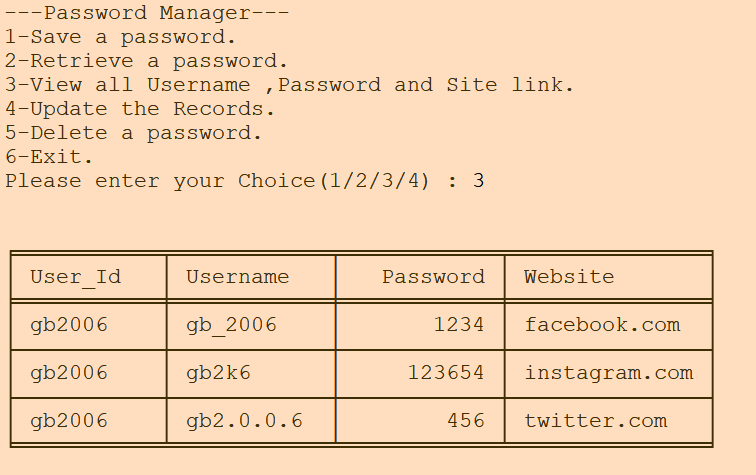 ---Password Manager---
1-Save a password.
2-Retrieve a password.
3-View all Username ,Password and Site link.
4-Update the Records.
5-Delete a password.
6-Exit.
Please enter your Choice(1/2/3/4) : 3
User_Id Username Password Website
gb2006 gb_2006 1234 facebook.com
gb2006 gb2k6 123654 instagram.com
gb2006 gb2.0.0.6 456 twitter.com